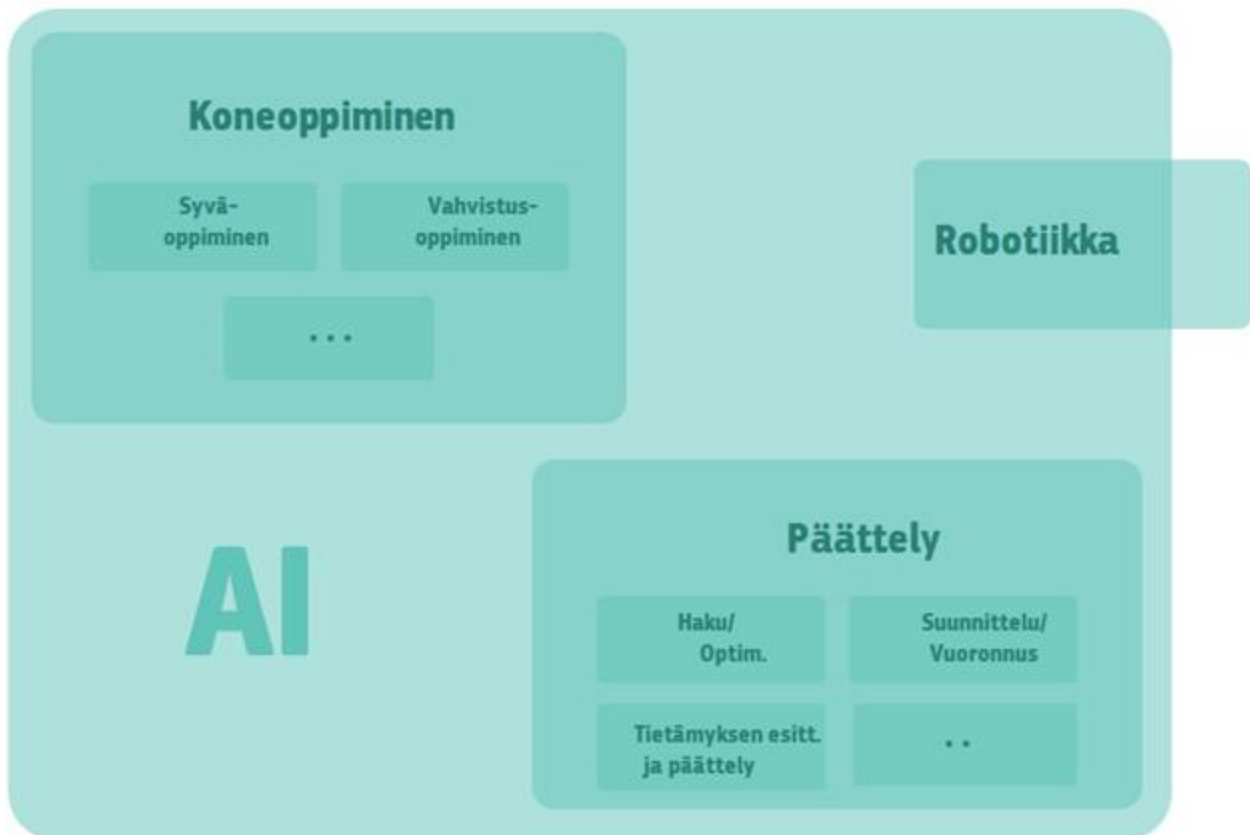 Koneoppiminen
Syvä-
oppiminen
Vahvistus-
oppiminen
...
Robotiikka
AI
Päättely
Haku/
Optim.
Suunnittelu/
Vuoronnus
Tietämyksen esitt.
ja päättely
..